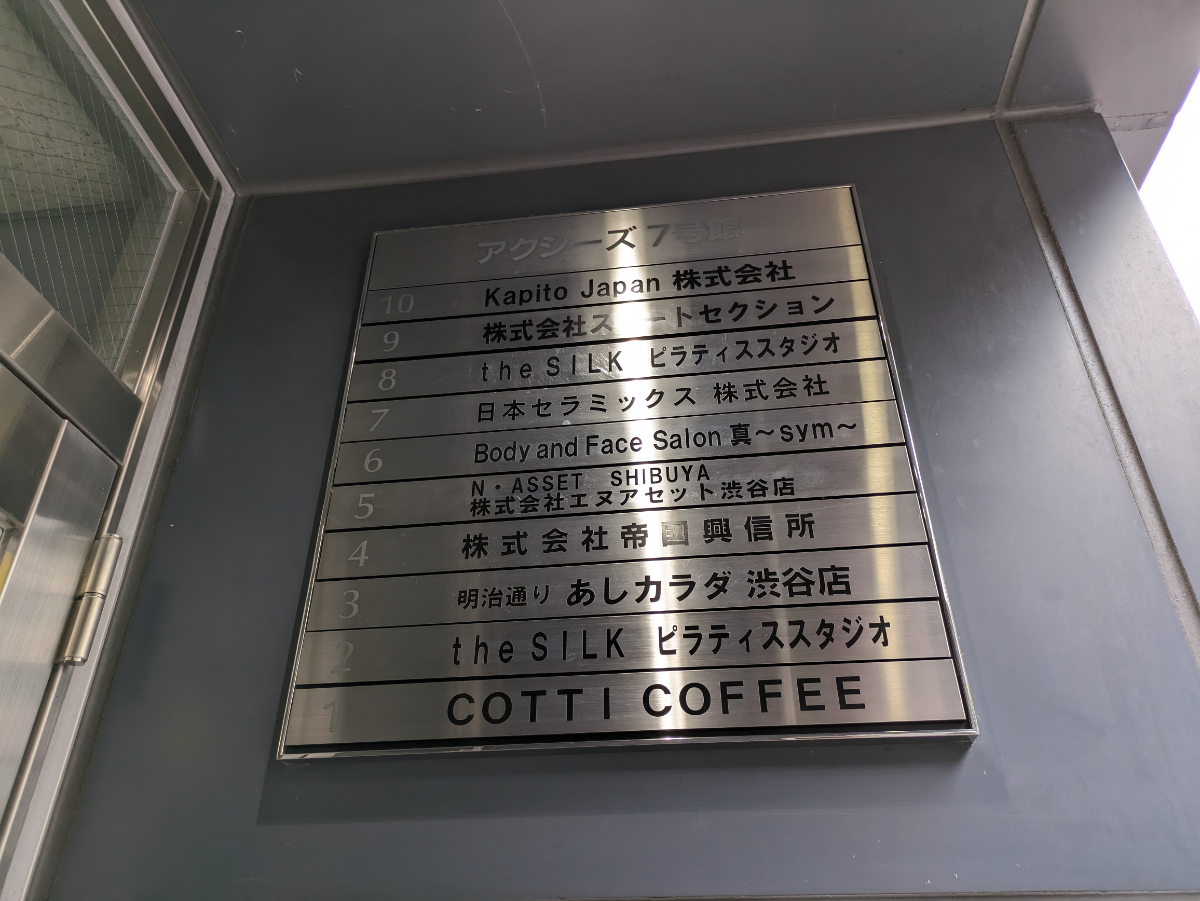 アクシーズ 7号館
10 Kapito Japan 株式会社
9 株式会社スマートセクション
8 the SILK ピラティススタジオ
7 日本セラミックス 株式会社
6 Body and Face Salon 真～sym～
5 N・ASSET SHIBUYA
株式会社エヌアセット渋谷店
4 株式会社帝国興信所
3 明治通り あしカラダ 渋谷店
2 the SILK ピラティススタジオ
1 COTTI COFFEE